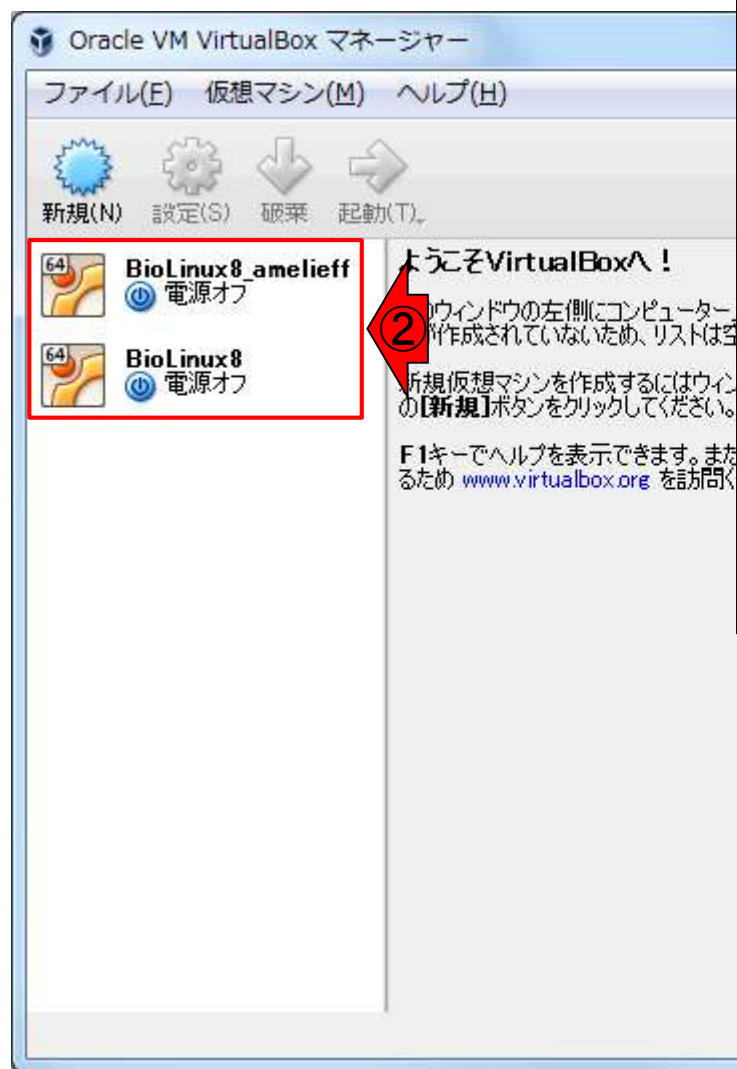 Oracle VM VirtualBox マネージャー
ファイル(F) 仮想マシン(M) ヘルプ(H)
新規(N) 設定(S) 破棄 起動(T)
64 BioLinux8_amelieff
電源オフ
64 BioLinux8
電源オフ
②
ようこそVirtualBoxへ!
ウィンドウの左側にコンピューター
が作成されていないため、リストは空
新規仮想マシンを作成するにはウィン
の[新規]ボタンをクリックしてください。
F1キーでヘルプを表示できます。また
るため www.virtualbox.org を訪問く